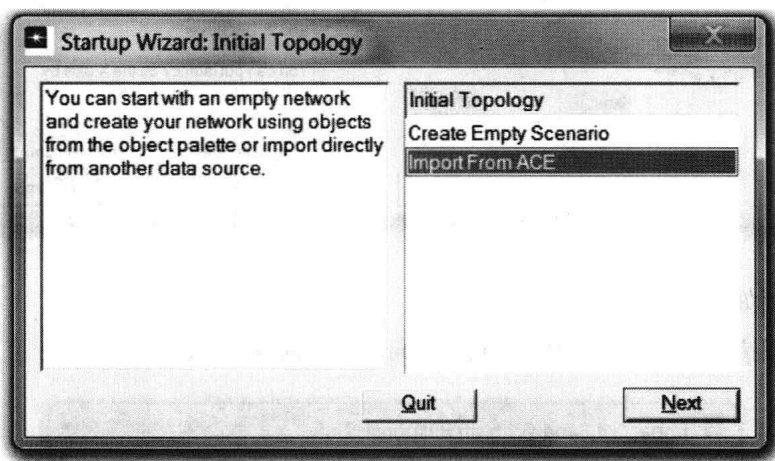 Startup Wizard: Initial Topology
You can start with an empty network
and create your network using objects
from the object palette or import directly
from another data source.
Initial Topology
Create Empty Scenario
Import From ACE
Quit
Next